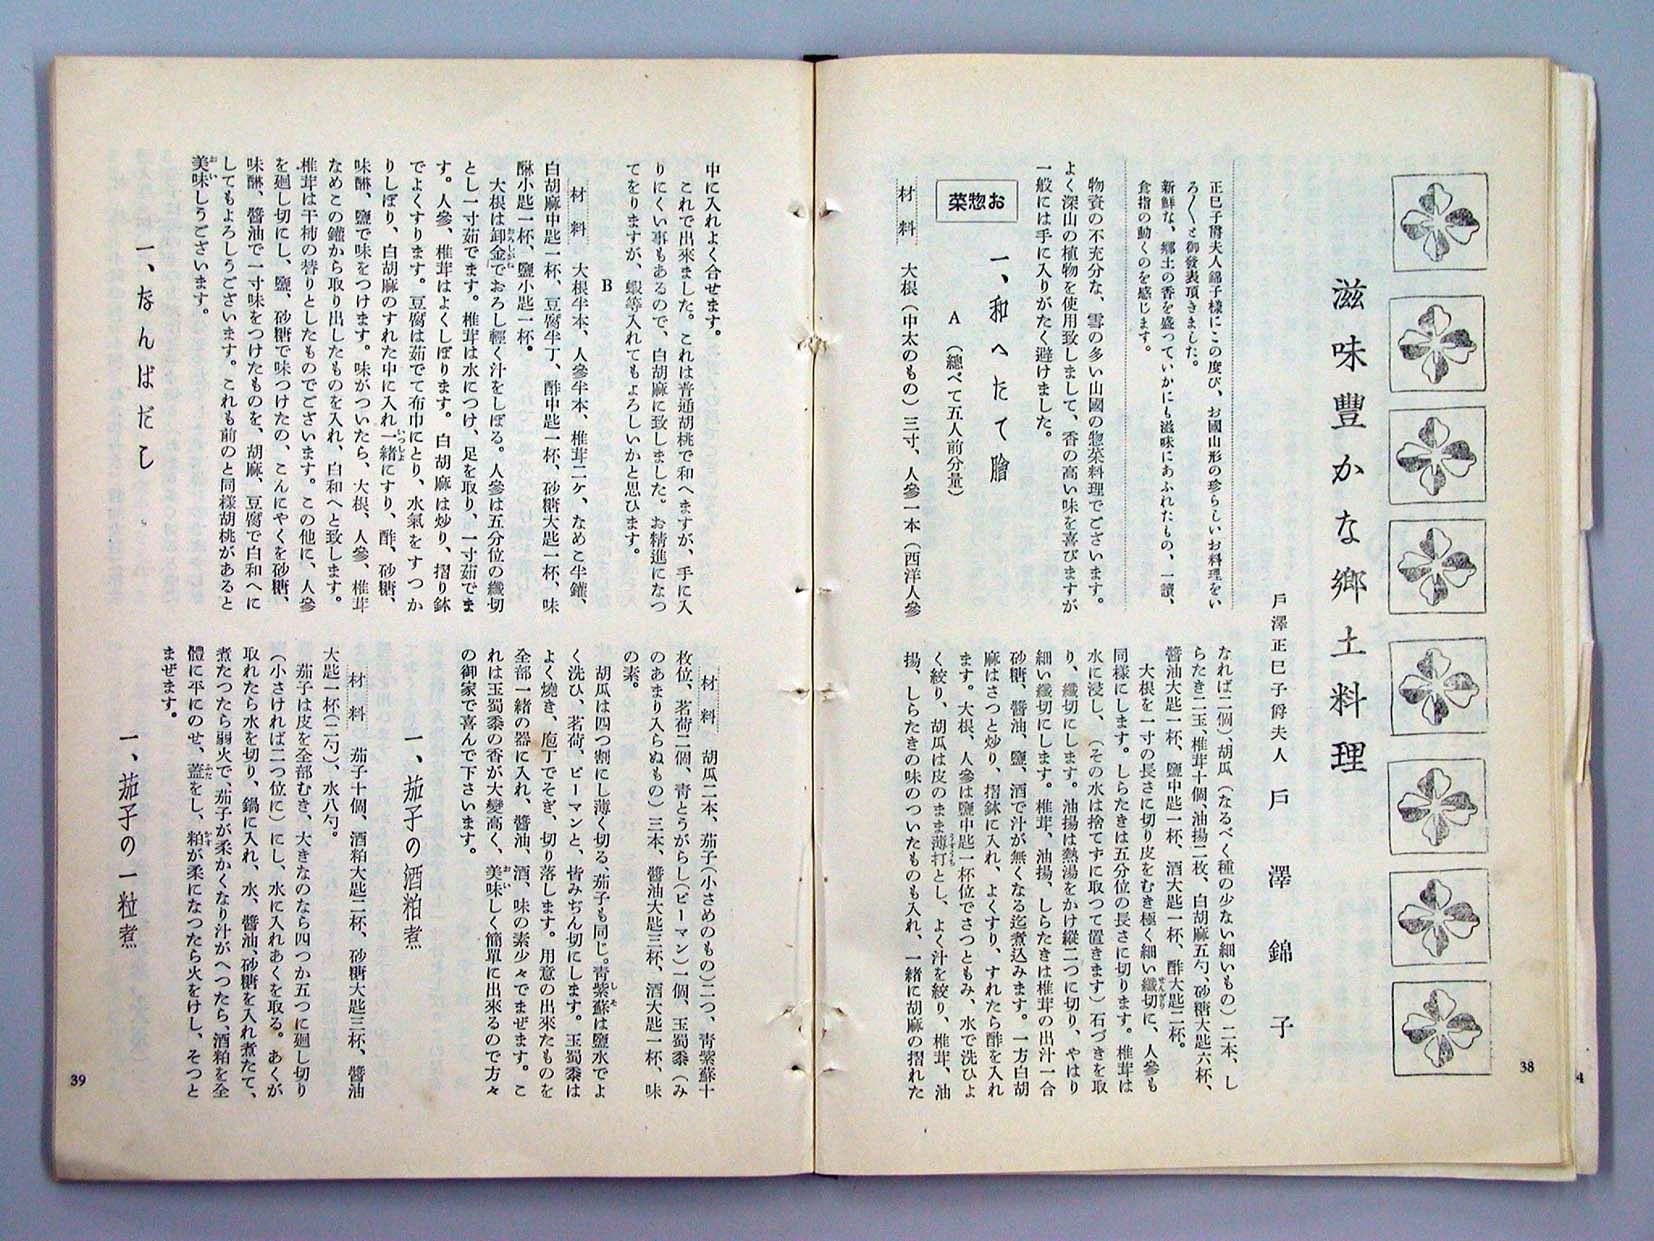 滋味豊かな郷土料理
戶澤正巳子爵夫人 戶澤錦子
正巳子爵夫人錦子様にこの度び、お國山形の珍らしいお料理をい
ろ〱と御發表頂きました。
新鮮な、郷土の香を盛っていかにも滋味にあふれたもの、一讀、
食指の動くのを感じます。
物資の不充分な、雪の多い山國の惣菜料理でございます。
よく深山の植物を使用致しまして、香の高い味を喜びますが
一般には手に入りがたく避けました。
お惣菜
一、和へたて膾
A （總べて五人前分量）
材料 大根（中太のもの）三寸、人參一本（西洋人參
なれば二個）、胡瓜（なるべく種の少ない細いもの）二本、し
らたき二玉、椎茸十個、油揚二枚、白胡麻五勺、砂糖大匙六杯、
醬油大匙一杯、鹽中匙一杯、酒大匙一杯、酢大匙二杯。
大根を一寸の長さに切り皮をむき極く細い纖切に、人參も
同樣にします。しらたきは五分位の長さに切ります。椎茸は
水に浸し、（その水は捨てずに取つて置きます）石づきを取
り、纖切にします。油揚は熱湯をかけ縱二つに切り、やはり
細い纖切にします。椎茸、油揚、しらたきは椎茸の出汁一合
砂糖、醬油、鹽、酒で汁が無くなる迄煮込みます。一方白胡
麻はさつと炒り、摺鉢に入れ、よくすり、すれたら酢を入れ
ます。大根、人參は鹽中匙一杯位でさつともみ、水で洗ひよ
く絞り、胡瓜は皮のまま薄打とし、よく汁を絞り、椎茸、油
揚、しらたきの味のついたものも入れ、一緒に胡麻の摺れた
38
4
中に入れよく合せます。
これで出來ました。これは普通胡桃で和へますが、手に入
りにくい事もあるので、白胡麻に致しました。お精進になつ
てをりますが、蝦等入れてもよろしいかと思ひます。
B
材料 大根半本、人參半本、椎茸二ケ、なめこ半罐、
白胡麻中匙一杯、豆腐半丁、酢中匙一杯、砂糖大匙一杯、味
醂小匙一杯、鹽小匙一杯。
大根は卸金でおろし輕く汁をしぼる。人參は五分位の纖切
とし一寸茹でます。椎茸は水につけ、足を取り、一寸茹でま
す。人參、椎茸はよくしぼります。白胡麻は炒り、摺り鉢
でよくすります。豆腐は茹でて布巾にとり、水氣をすつか
りしぼり、白胡麻のすれた中に入れ一緒にすり、酢、砂糖、
味醂、鹽で味をつけます。味がついたら、大根、人參、椎茸
なめこの罐から取り出したものを入れ、白和へと致します。
椎茸は干柿の替りとしたものでございます。この他に、人參
を廻し切にし、鹽、砂糖で味つけたの、こんにやくを砂糖、
味醂、醬油で一寸味をつけたものを、胡麻、豆腐で白和へに
してもよろしうございます。これも前のと同樣胡桃があると
美味しうございます。
一、なんばだこ
材料 胡瓜二本、茄子（小さめのもの）二つ、靑紫蘇十
枚位、茗荷二個、靑とうがらし（ピーマン）一個、玉蜀黍（み
のあまり入らぬもの）三本、醬油大匙三杯、酒大匙一杯、味
の素。
胡瓜は四つ割にし薄く切る、茄子も同じ。靑紫蘇は鹽水でよ
く洗ひ、茗荷、ピーマンと、皆みぢん切にします。玉蜀黍は
よく燒き、庖丁でそぎ、切り落します。用意の出來たものを
全部一緒の器に入れ、醬油、酒、味の素少々でまぜます。こ
れは玉蜀黍の香が大變高く、美味しく簡單に出來るので方々
の御家で喜んで下さいます。
一、茄子の酒粕煮
材料 茄子十個、酒粕大匙二杯、砂糖大匙三杯、醬油
大匙一杯（二勺）、水八勺。
茄子は皮を全部むき、大きなのなら四つか五つに廻し切り
（小さければ二つ位に）にし、水に入れあくを取る。あくが
取れたら水を切り、鍋に入れ、水、醬油、砂糖を入れ煮たて、
煮たつたら弱火で、茄子が柔かくなり汁がへつたら、酒粕を全
體に平にのせ、蓋をし、粕が柔になつたら火をけし、そつと
まぜます。
一、茄子の一粒煮
39